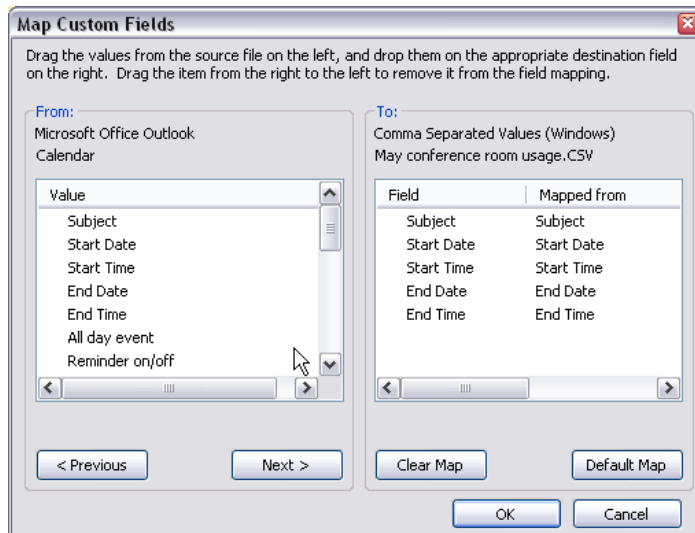 Map Custom Fields
Drag the values from the source file on the left, and drop them on the appropriate destination field
on the right. Drag the item from the right to the left to remove it from the field mapping.
From:
Microsoft Office Outlook
Calendar
Value
Subject
Start Date
Start Time
End Date
End Time
All day event
Reminder on/off
< Previous
Next >
To:
Comma Separated Values (Windows)
May conference room usage.CSV
Field Mapped from
Subject Subject
Start Date Start Date
Start Time Start Time
End Date End Date
End Time End Time
Clear Map
Default Map
OK
Cancel